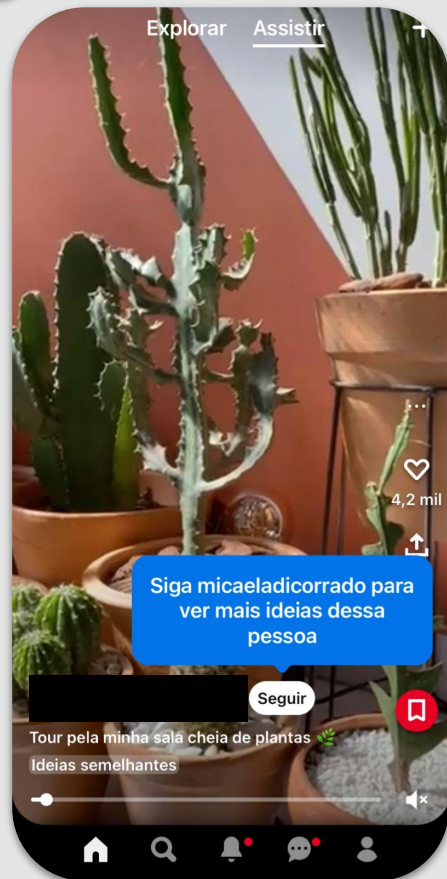 Explorar Assistir
4,2 mil
Siga micaeladicorrado para
ver mais ideias dessa
pessoa
Seguir
Tour pela minha sala cheia de plantas 🌿
Ideias semelhantes